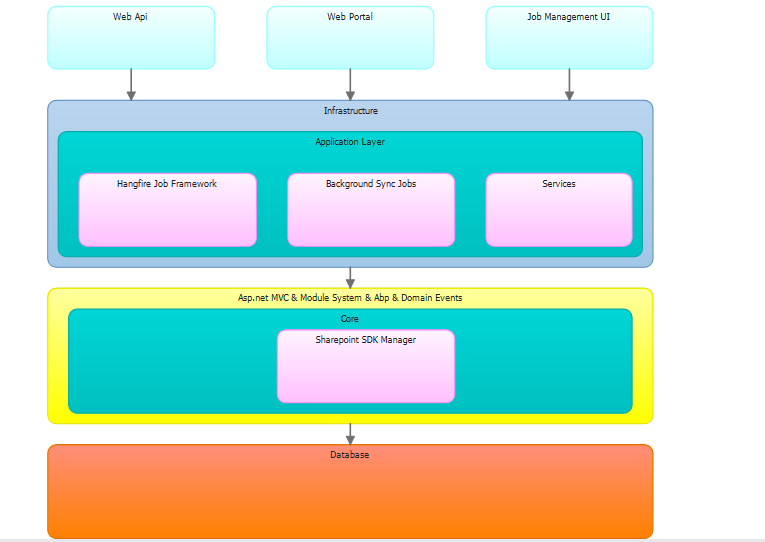 Web Api
Web Portal
Job Management UI
Infrastructure
Application Layer
Hangfire Job Framework
Background Sync Jobs
Services
Asp.net MVC & Module System & Abp & Domain Events
Core
Sharepoint SDK Manager
Database